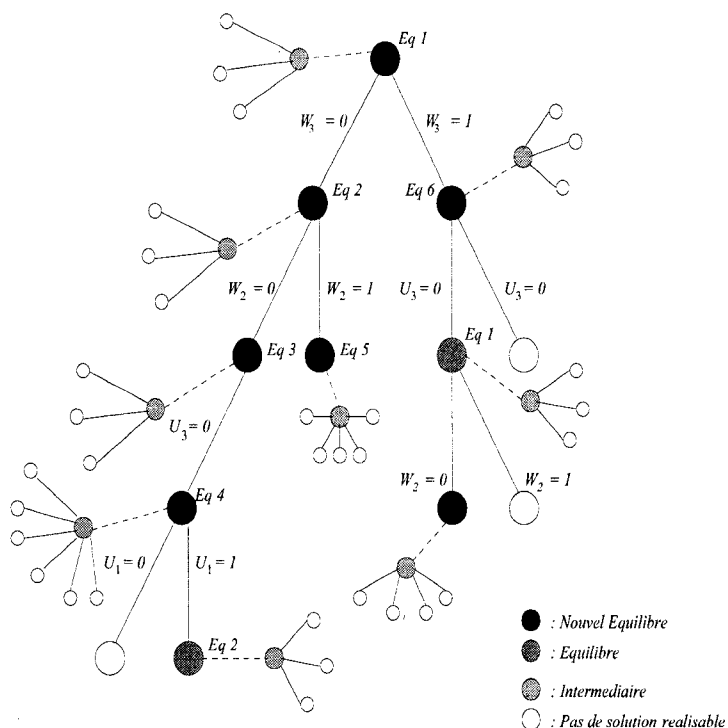 Eq 1
W3 = 0
W3 = 1
Eq 2
Eq 6
W2 = 0
W2 = 1
U3 = 0
U3 = 0
Eq 3
Eq 5
Eq 1
U3 = 0
W2 = 0
W2 = 1
Eq 4
U1 = 0
U1 = 1
Eq 2
: Nouvel Equilibre
: Equilibre
: Intermediaire
: Pas de solution realisable